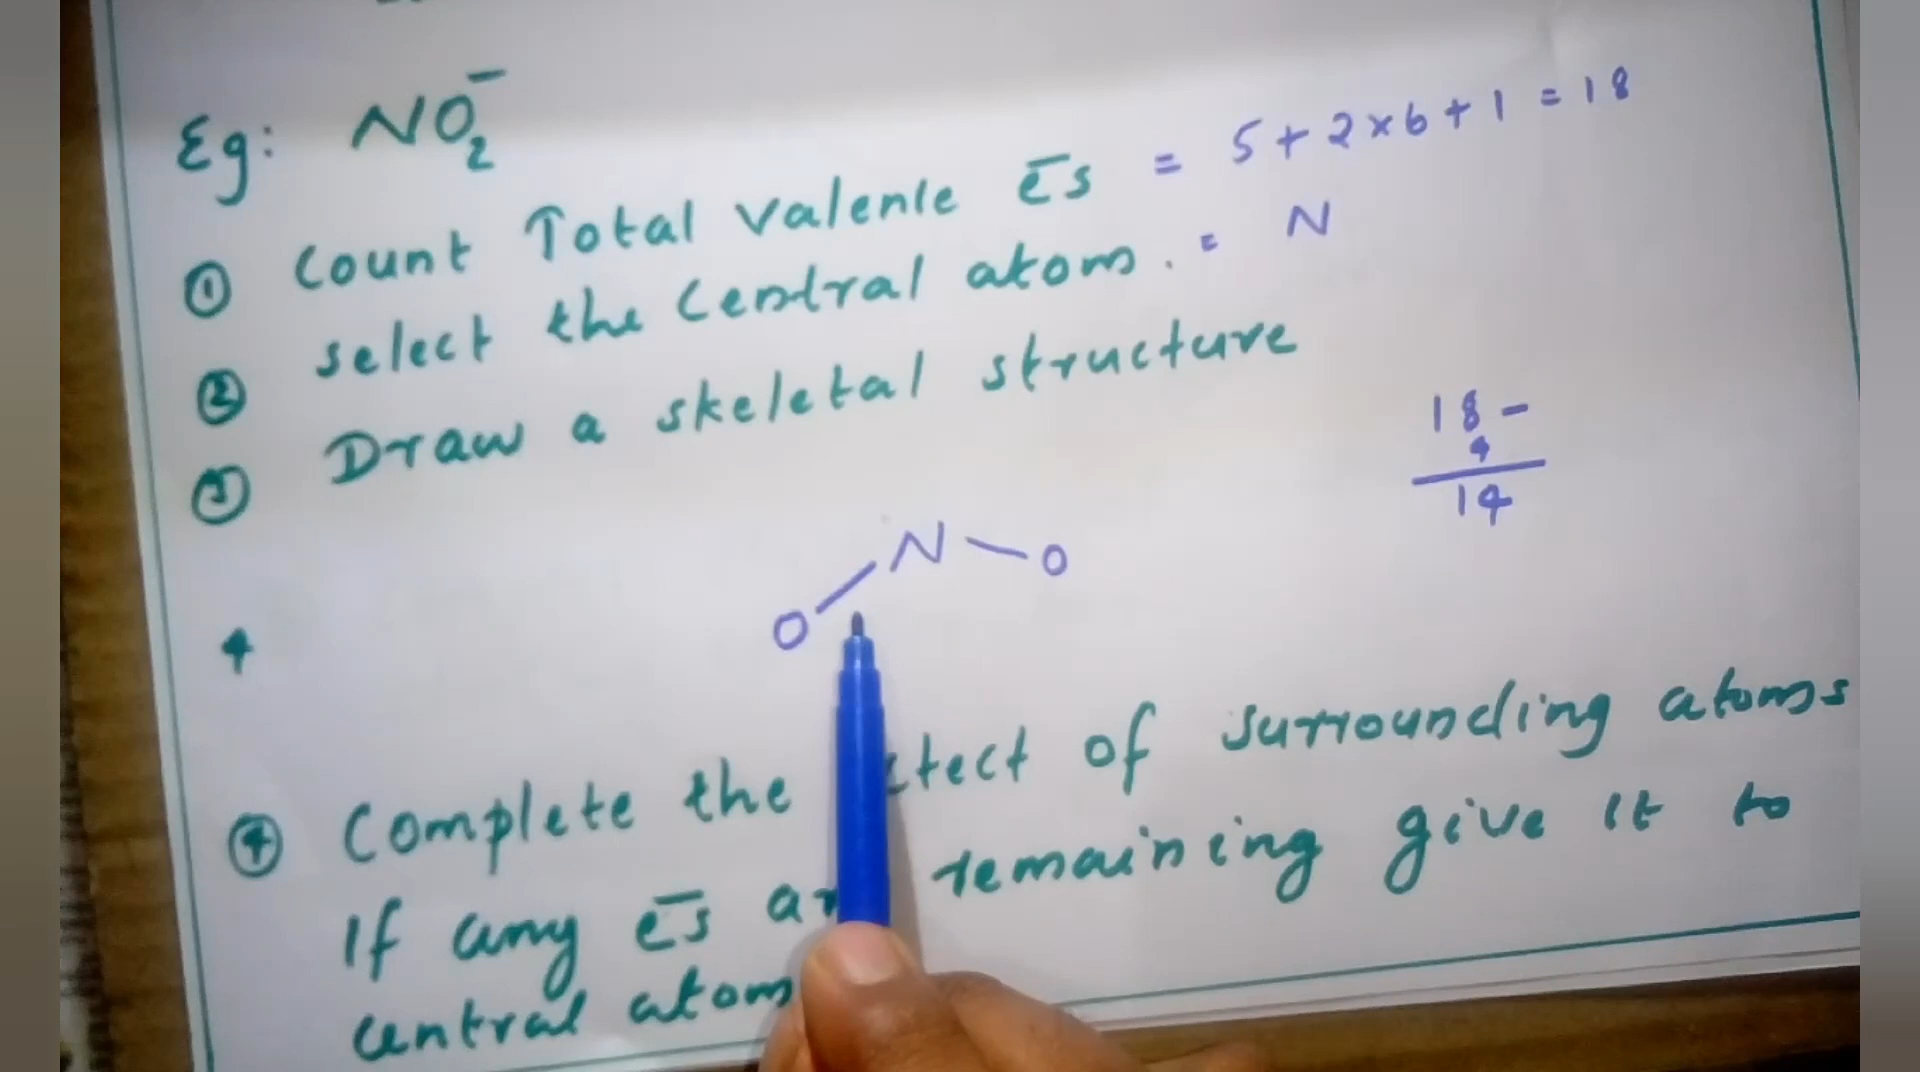 Eg: NO₂⁻
① Count Total Valence ēs = 5 + 2 × 6 + 1 = 18
② select the Central atom. = N
③ Draw a skeletal structure
18 -
4
14
N - O
O
4
④ Complete the of surrounding atoms
If any ēs remaining give it to
central atom